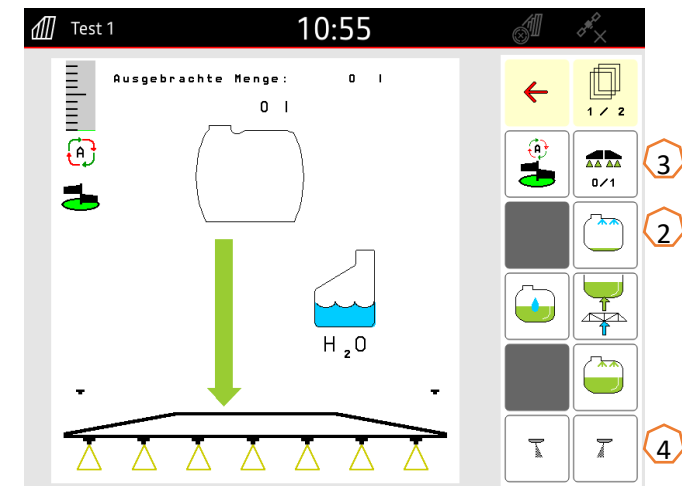 Test 1
10:55
Ausgebrachte Menge: 0 l
0 l
1 / 2
A
A
3
0/1
2
H₂O
4